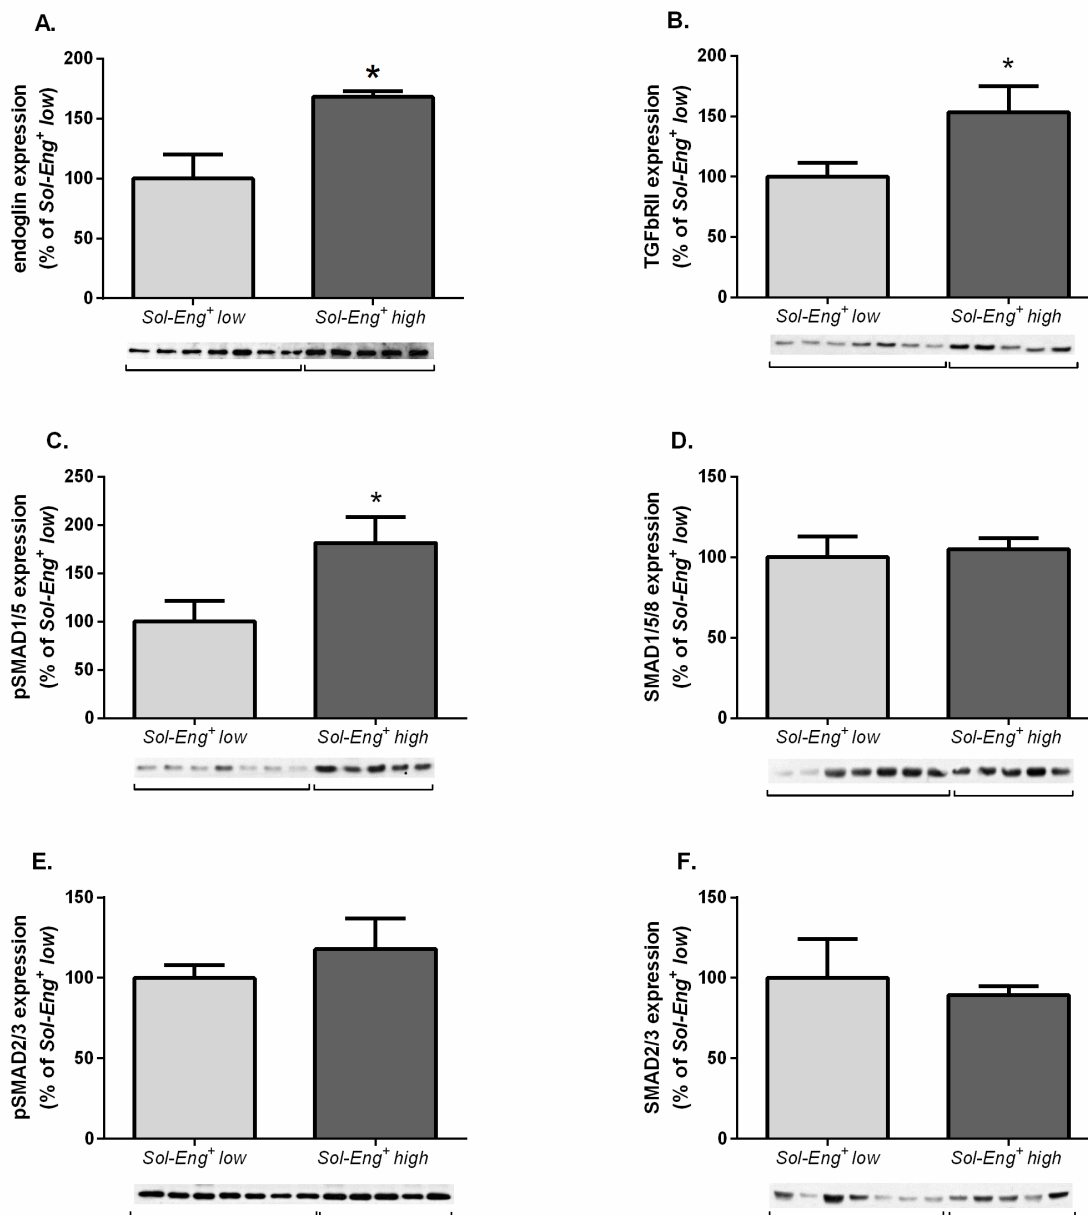 A.
endoglin expression
(% of Sol-Eng+ low)
200
150
100
50
0
*
Sol-Eng+ low
Sol-Eng+ high
B.
TGFbRII expression
(% of Sol-Eng+ low)
200
150
100
50
0
*
Sol-Eng+ low
Sol-Eng+ high
C.
pSMAD1/5 expression
(% of Sol-Eng+ low)
250
200
150
100
50
0
*
Sol-Eng+ low
Sol-Eng+ high
D.
SMAD1/5/8 expression
(% of Sol-Eng+ low)
150
100
50
0
Sol-Eng+ low
Sol-Eng+ high
E.
pSMAD2/3 expression
(% of Sol-Eng+ low)
150
100
50
0
Sol-Eng+ low
Sol-Eng+ high
F.
SMAD2/3 expression
(% of Sol-Eng+ low)
150
100
50
0
Sol-Eng+ low
Sol-Eng+ high